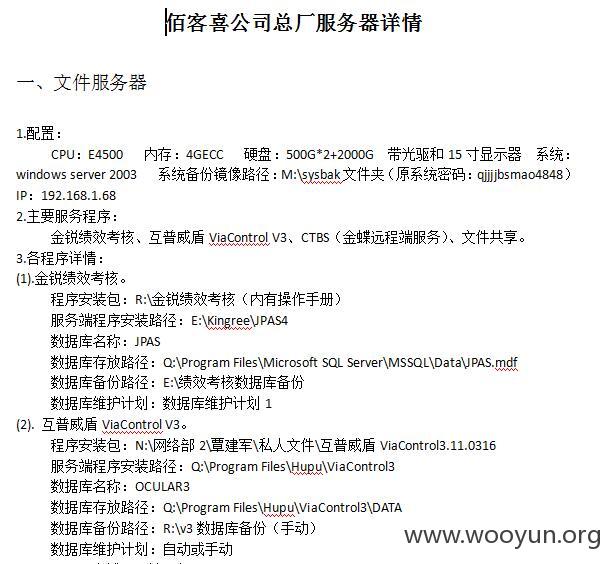 佰客喜公司总厂服务器详情
一、文件服务器
1.配置：
CPU：E4500 内存：4GECC 硬盘：500G*2+2000G 带光驱和 15 寸显示器 系统：
windows server 2003 系统备份镜像路径：M:\sysbak 文件夹（原系统密码：qjjjjbsmao4848）
IP：192.168.1.68
2.主要服务程序：
金锐绩效考核、互普威盾 ViaControl V3、CTBS（金蝶远程端服务）、文件共享。
3.各程序详情：
(1).金锐绩效考核。
程序安装包：R:\金锐绩效考核（内有操作手册）
服务端程序安装路径：E:\Kingree\JPAS4
数据库名称：JPAS
数据库存放路径：Q:\Program Files\Microsoft SQL Server\MSSQL\Data\JPAS.mdf
数据库备份路径：E:\绩效考核数据库备份
数据库维护计划：数据库维护计划 1
(2). 互普威盾 ViaControl V3。
程序安装包：N:\网络部 2\覃建军\私人文件\互普威盾 ViaControl3.11.0316
服务端程序安装路径：Q:\Program Files\Hupu\ViaControl3
数据库名称：OCULAR3
数据库存放路径：Q:\Program Files\Hupu\ViaControl3\DATA
数据库备份路径：R:\v3 数据库备份（手动）
数据库维护计划：自动或手动
www.wooyun.org